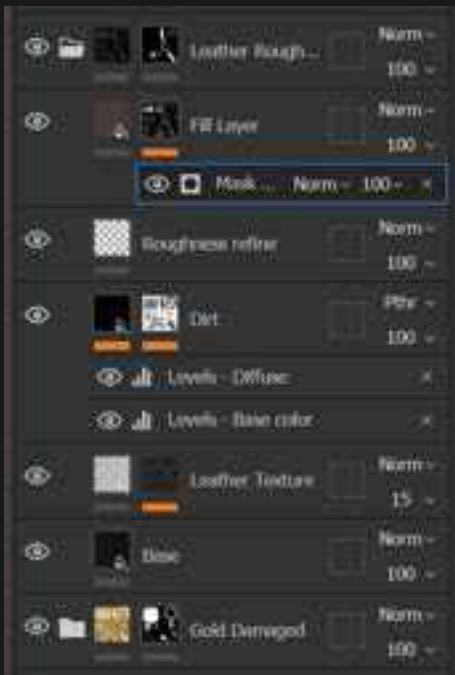 Norm
Leather Rough...
100
Norm
Fill Layer
100
Mask ... Norm 100
Norm
Roughness refine
100
Pthr
Dirt
100
Levels - Diffuse
Levels - Base color
Norm
Leather Texture
15
Norm
Base
100
Norm
Gold Damaged
100